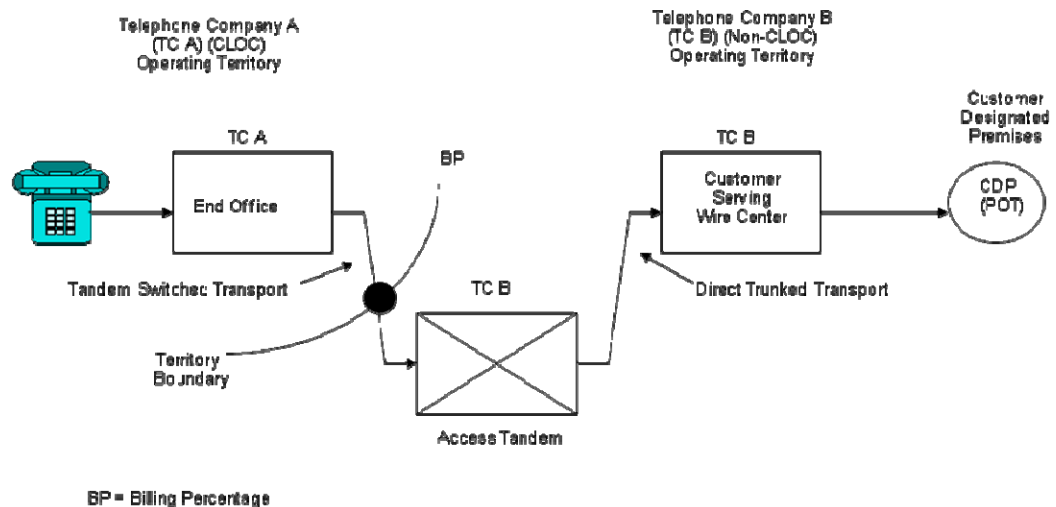 Telephone Company A
(TC A) (CLOC)
Operating Territory
Telephone Company B
(TC B) (Non-CLOC)
Operating Territory
Customer
Designated
Premises
TC A
BP
TC B
End Office
Customer
Serving
Wire Center
CDP
(POT)
Tandem Switched Transport
TC B
Direct Trunked Transport
Territory
Boundary
Access Tandem
BP = Billing Percentage